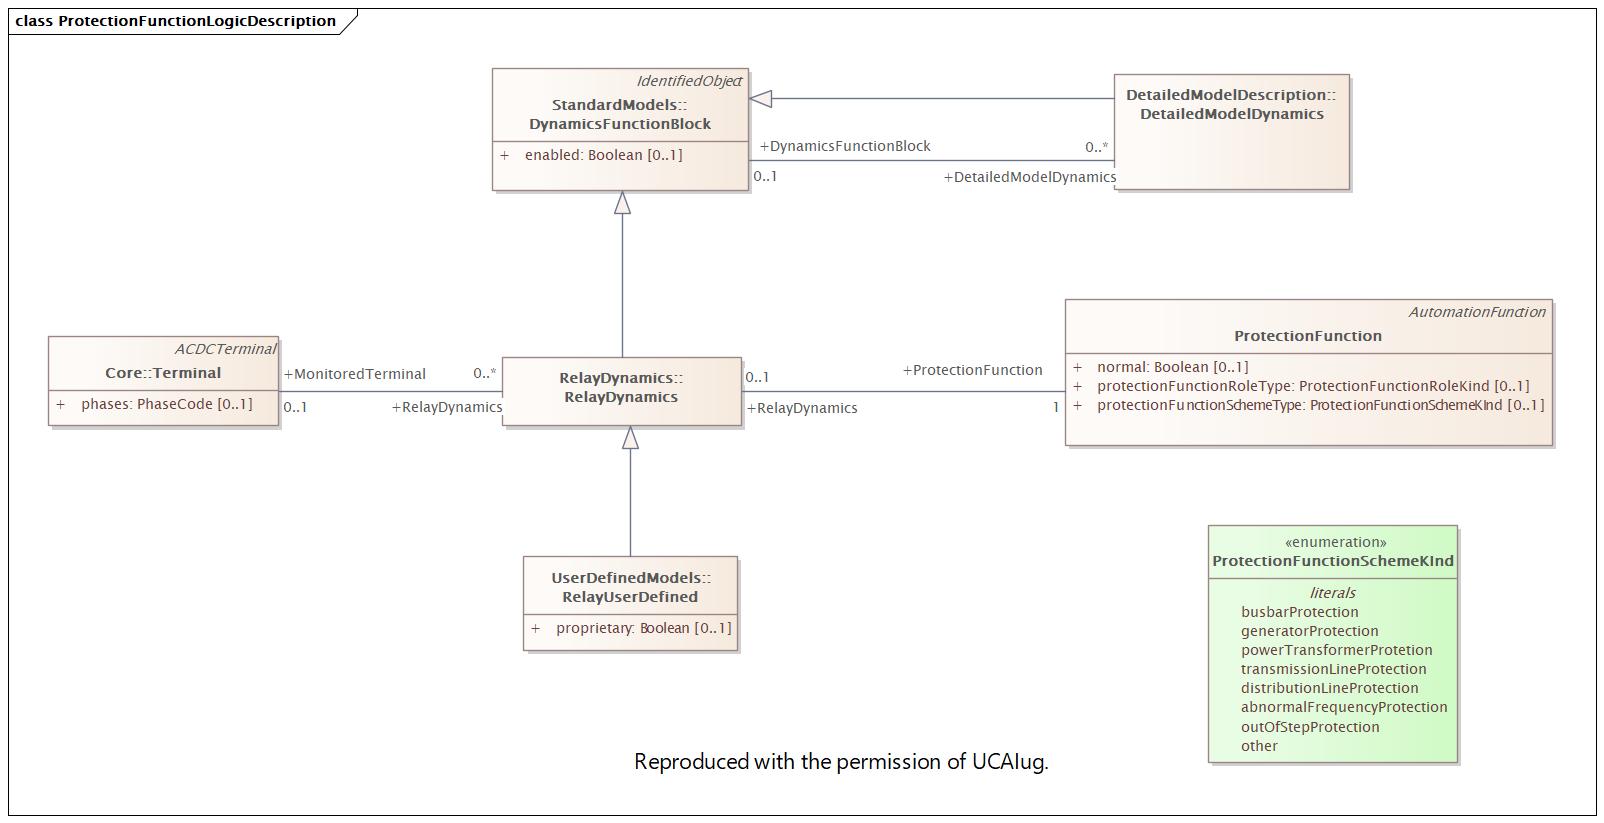 class ProtectionFunctionLogicDescription
IdentifiedObject
StandardModels::
DynamicsFunctionBlock
+ enabled: Boolean [0..1]
DetailedModelDescription::
DetailedModelDynamics
+DynamicsFunctionBlock
0..*
0..1
+DetailedModelDynamics
ACDCTerminal
Core::Terminal
+ phases: PhaseCode [0..1]
+MonitoredTerminal
0..*
0..1
+RelayDynamics
RelayDynamics::
RelayDynamics
0..1
+ProtectionFunction
+RelayDynamics
1
AutomationFunction
ProtectionFunction
+ normal: Boolean [0..1]
+ protectionFunctionRoleType: ProtectionFunctionRoleKind [0..1]
+ protectionFunctionSchemeType: ProtectionFunctionSchemeKInd [0..1]
UserDefinedModels::
RelayUserDefined
+ proprietary: Boolean [0..1]
«enumeration»
ProtectionFunctionSchemeKInd
literals
busbarProtection
generatorProtection
powerTransformerProtetion
transmissionLineProtection
distributionLineProtection
abnormalFrequencyProtection
outOfStepProtection
other
Reproduced with the permission of UCAIug.